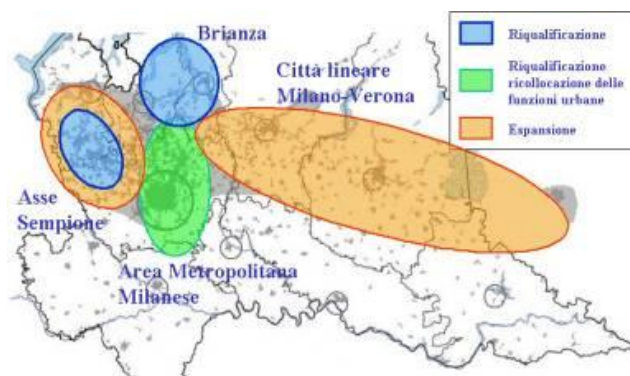 Brianza
Città lineare
Milano-Verona
Asse
Sempione
Area Metropolitana
Milanese
Riqualificazione
Riqualificazione
ricollocazione delle
funzioni urbane
Espansione